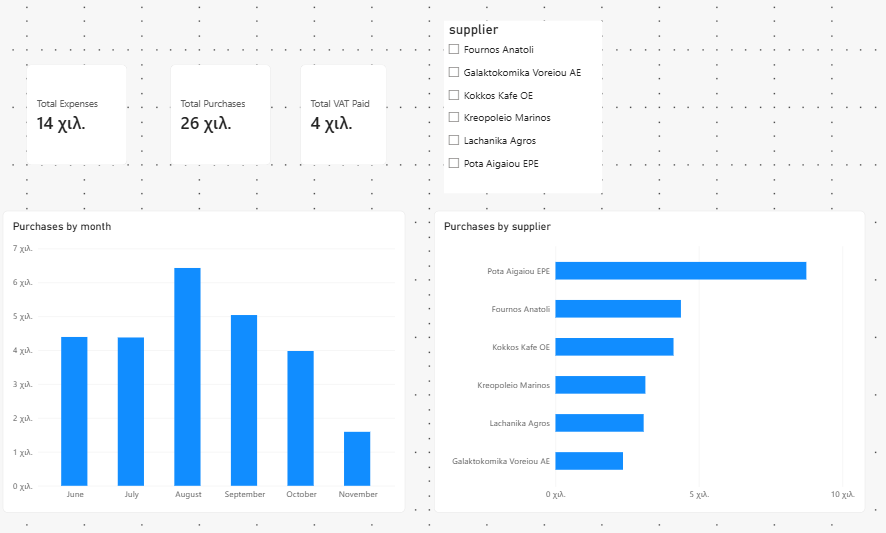 supplier
Fournos Anatoli
Galaktokomika Voreiou AE
Kokkos Kafe OE
Kreopoleio Marinos
Lachanika Agros
Pota Aigaiou EPE
Total Expenses
14 χιλ.
Total Purchases
26 χιλ.
Total VAT Paid
4 χιλ.
Purchases by month
7 χιλ.
6 χιλ.
5 χιλ.
4 χιλ.
3 χιλ.
2 χιλ.
1 χιλ.
0 χιλ.
June July August September October November
Purchases by supplier
Pota Aigaiou EPE
Fournos Anatoli
Kokkos Kafe OE
Kreopoleio Marinos
Lachanika Agros
Galaktokomika Voreiou AE
0 χιλ. 5 χιλ. 10 χιλ.